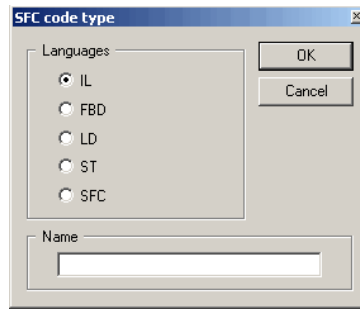 SFC code type
Languages
OK
IL
Cancel
FBD
LD
ST
SFC
Name